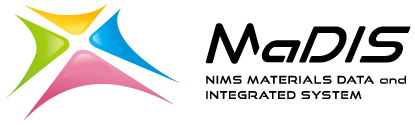 MaDIS
NIMS MATERIALS DATA and
INTEGRATED SYSTEM